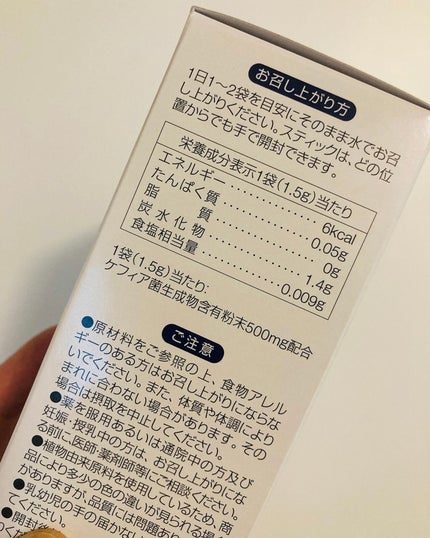 お召し上がり方
1日1～2袋を目安にそのまま水でお召
し上がりください。スティックは、どの位
置からでも手で開封できます。
栄養成分表示1袋(1.5g)当たり
エネルギー……………6kcal
たんぱく質……………0.05g
脂　　質……………0g
炭水化物……………1.4g
食塩相当量……………0.009g
1袋(1.5g)当たり:
ケフィア菌生成物含有粉末500mg配合
ご注意
●原材料をご参照の上、食物アレル
ギーのある方はお召し上がりにならな
いでください。また、体質や体調により
まれに合わない場合があります。その
場合は摂取を中止してください。
●薬を服用あるいは通院中の方及び
妊娠・授乳中の方は、お召し上がりにな
る前に医師・薬剤師等にご相談ください。
●植物由来原料を使用しているため、商
品により多少の色の違いが見られる場
がありますが、品質には問題あり
●乳幼児の手の届かない
てください。
●開封後